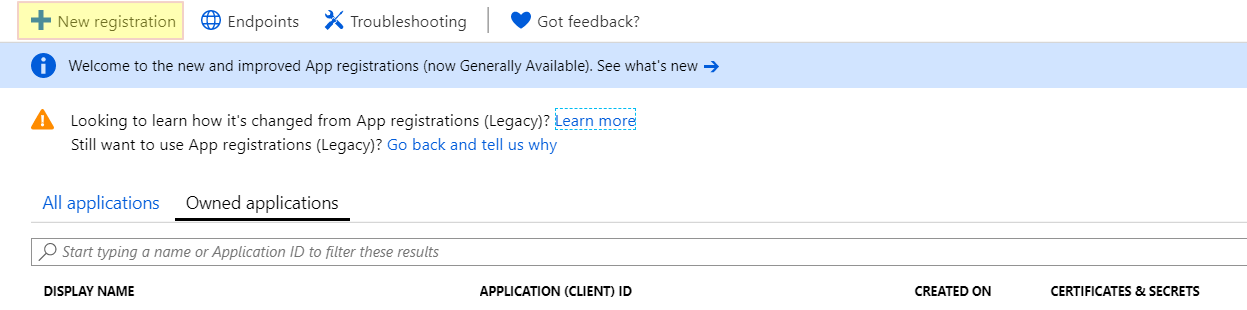 New registration Endpoints Troubleshooting Got feedback?
Welcome to the new and improved App registrations (now Generally Available). See what's new →
Looking to learn how it's changed from App registrations (Legacy)? Learn more
Still want to use App registrations (Legacy)? Go back and tell us why
All applications Owned applications
Start typing a name or Application ID to filter these results
DISPLAY NAME APPLICATION (CLIENT) ID CREATED ON CERTIFICATES & SECRETS